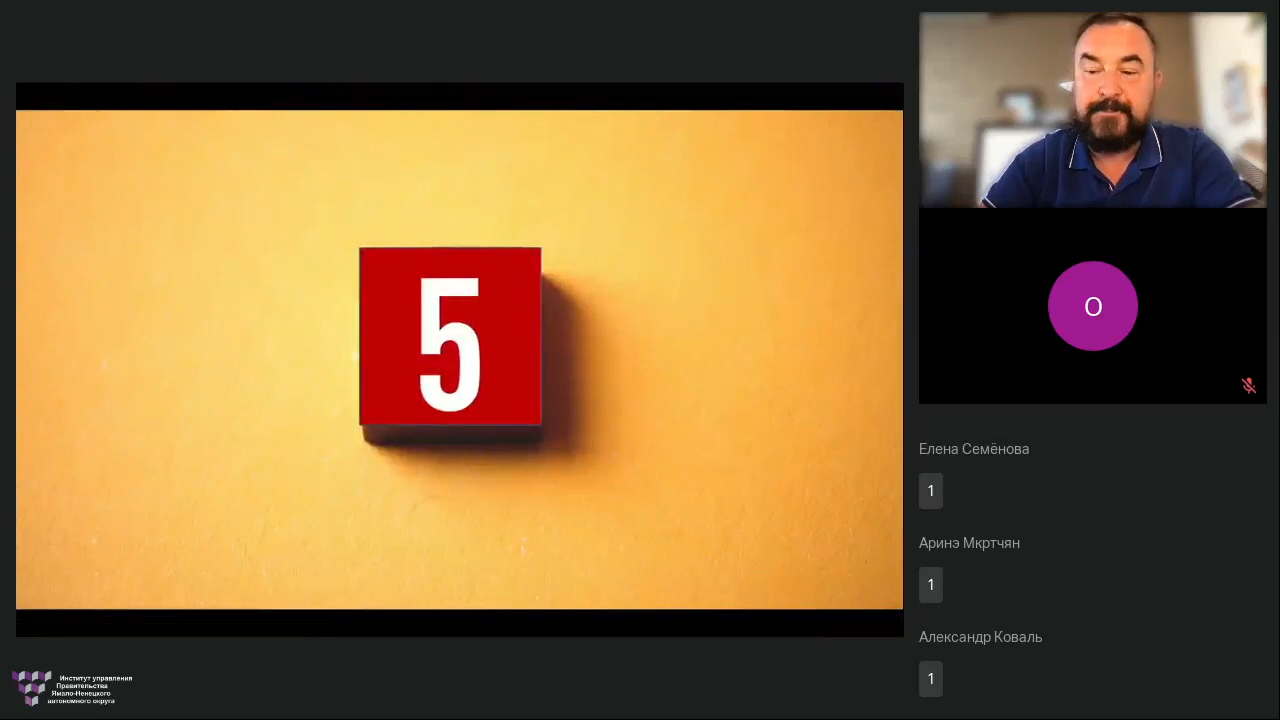 5
О
Елена Семёнова
1
Аринэ Мкртчян
1
Александр Коваль
1
Институт управления
Правительства
Ямало-Ненецкого
автономного округа